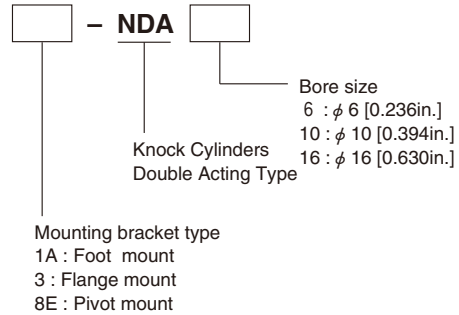 – NDA
Bore size
6 : φ 6 [0.236in.]
10 : φ 10 [0.394in.]
16 : φ 16 [0.630in.]
Knock Cylinders
Double Acting Type
Mounting bracket type
1A : Foot mount
3 : Flange mount
8E : Pivot mount